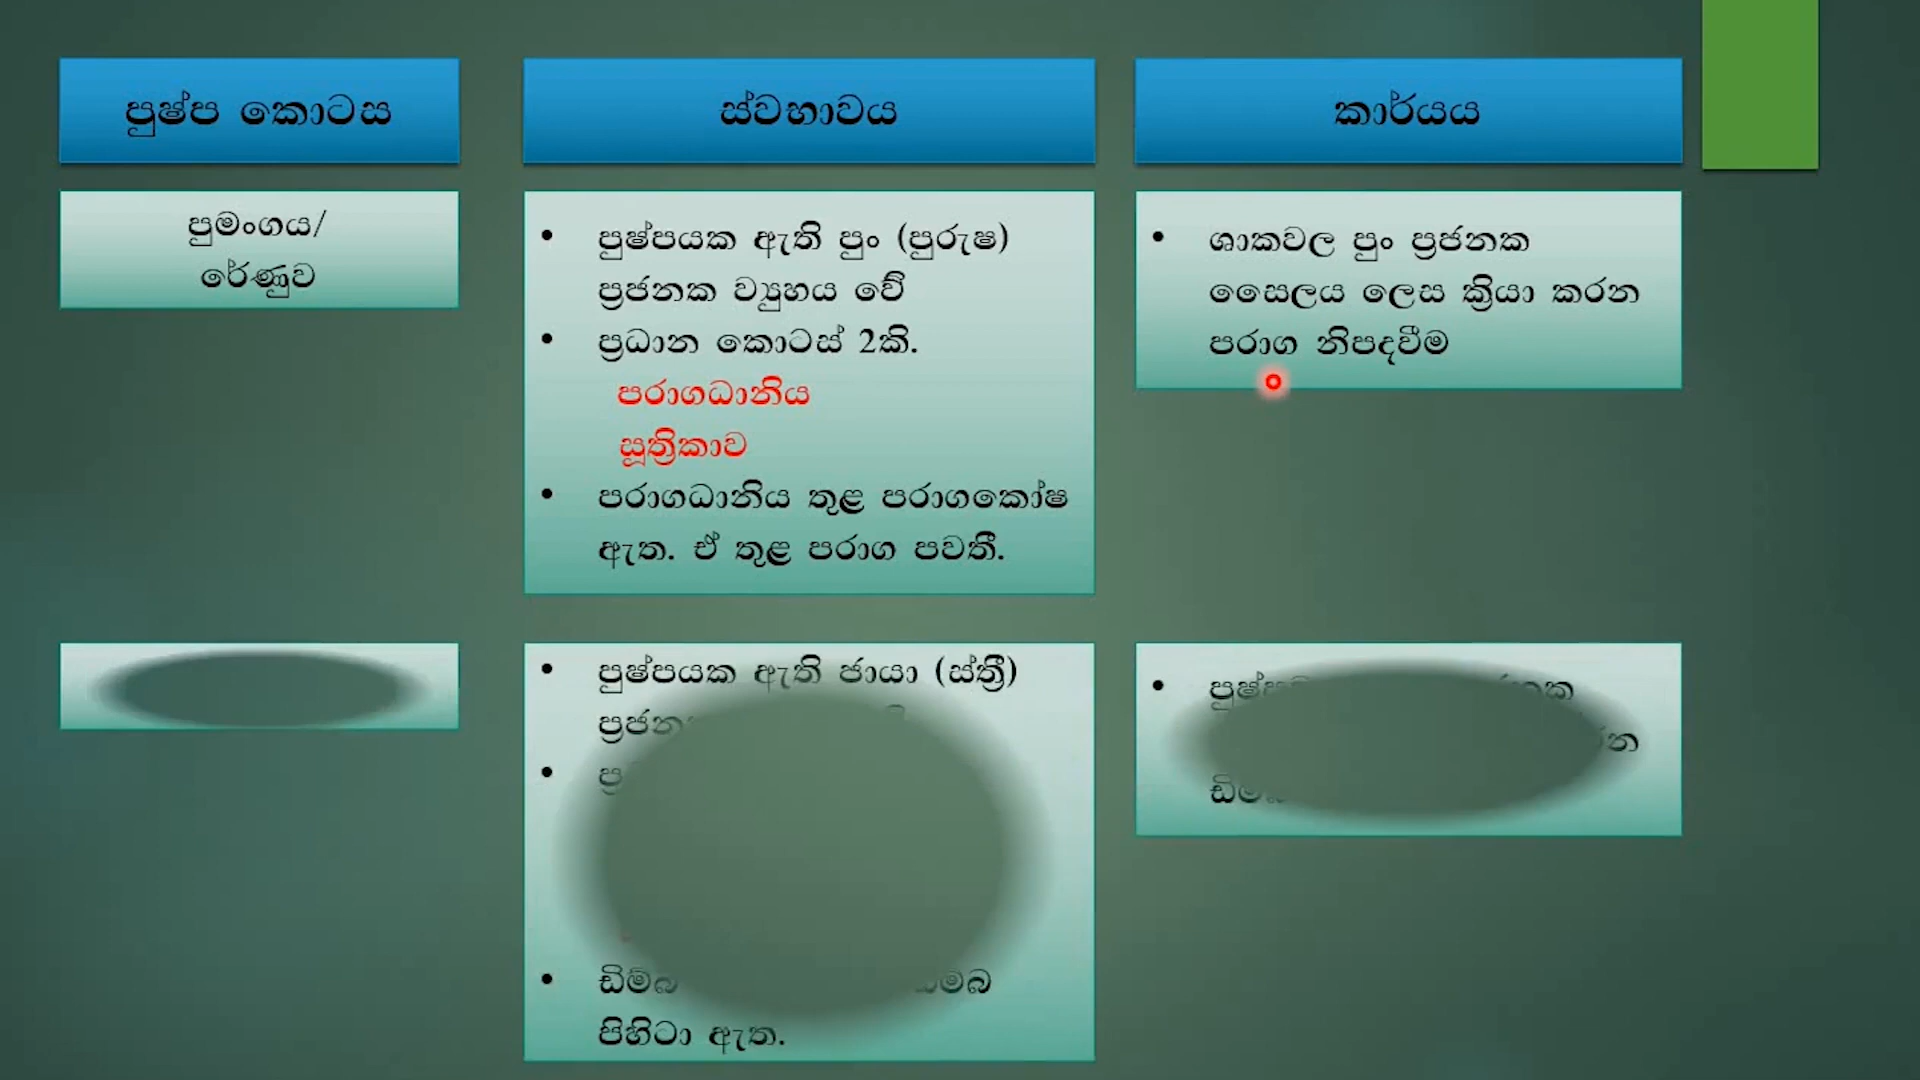 පුෂ්ප කොටස
ස්වභාවය
කාර්යය
පුමංගය/
රේණුව
• පුෂ්පයක ඇති පුං (පුරුෂ)
ප්‍රජනක ව්‍යුහය වේ
• ප්‍රධාන කොටස් 2කි.
පරාගධානිය
සූත්‍රිකාව
• පරාගධානිය තුළ පරාගකෝෂ
ඇත. ඒ තුළ පරාග පවතී.
• ශාකවල පුං ප්‍රජනක
සෛලය ලෙස ක්‍රියා කරන
පරාග නිපදවීම
• පුෂ්පයක ඇති ජායා (ස්ත්‍රී)
පිහිටා ඇත.